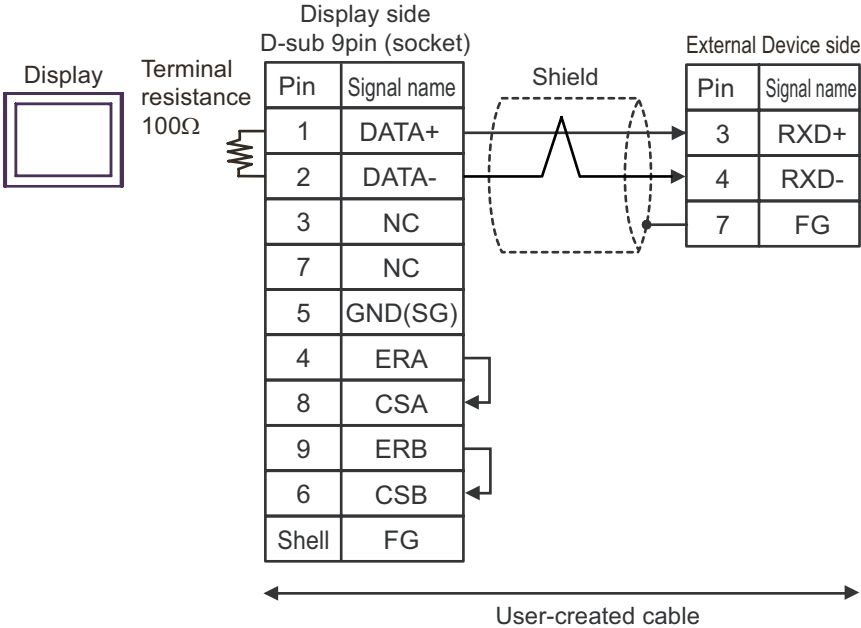 Display
Terminal
resistance
100Ω
Display side
D-sub 9pin (socket)
Pin Signal name
1 DATA+
2 DATA-
3 NC
7 NC
5 GND(SG)
4 ERA
8 CSA
9 ERB
6 CSB
Shell FG
Shield
External Device side
Pin Signal name
3 RXD+
4 RXD-
7 FG
User-created cable